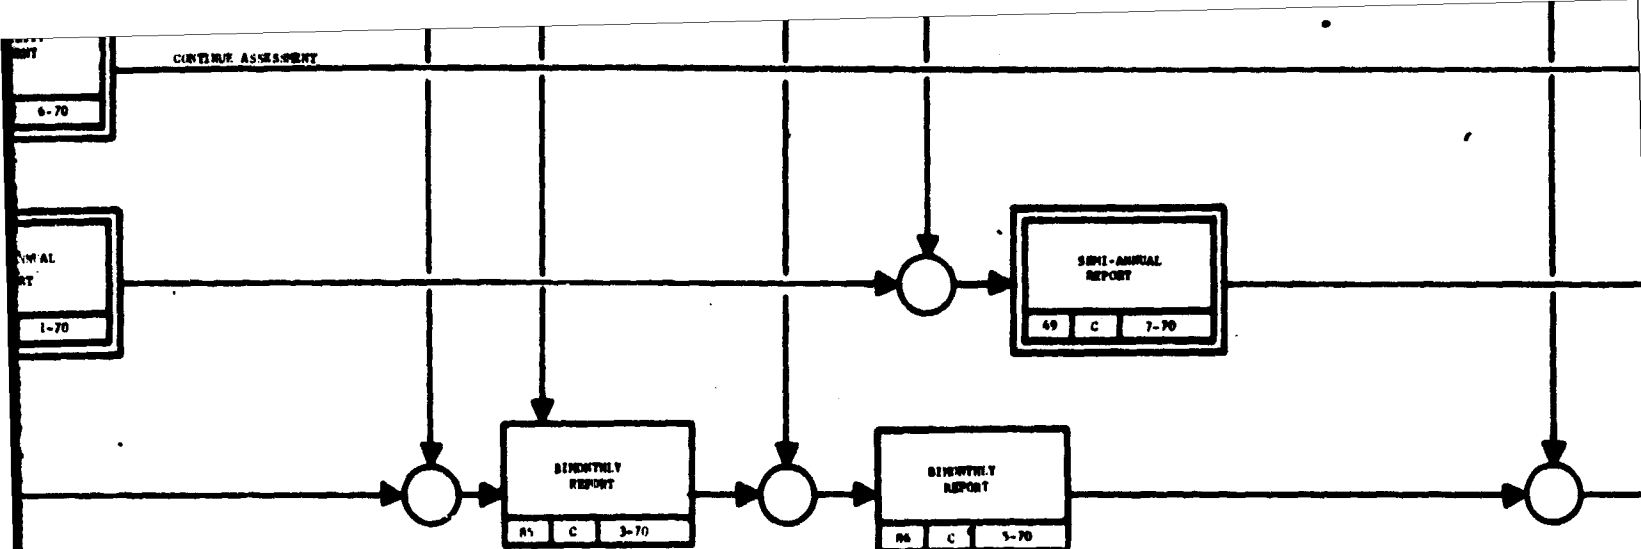 CONTINUE ASSESSMENT
6-70
SEMI-ANNUAL
REPORT
49 C 7-70
1-70
BIMONTHLY
REPORT
C 3-70
BIMONTHLY
REPORT
C 5-70